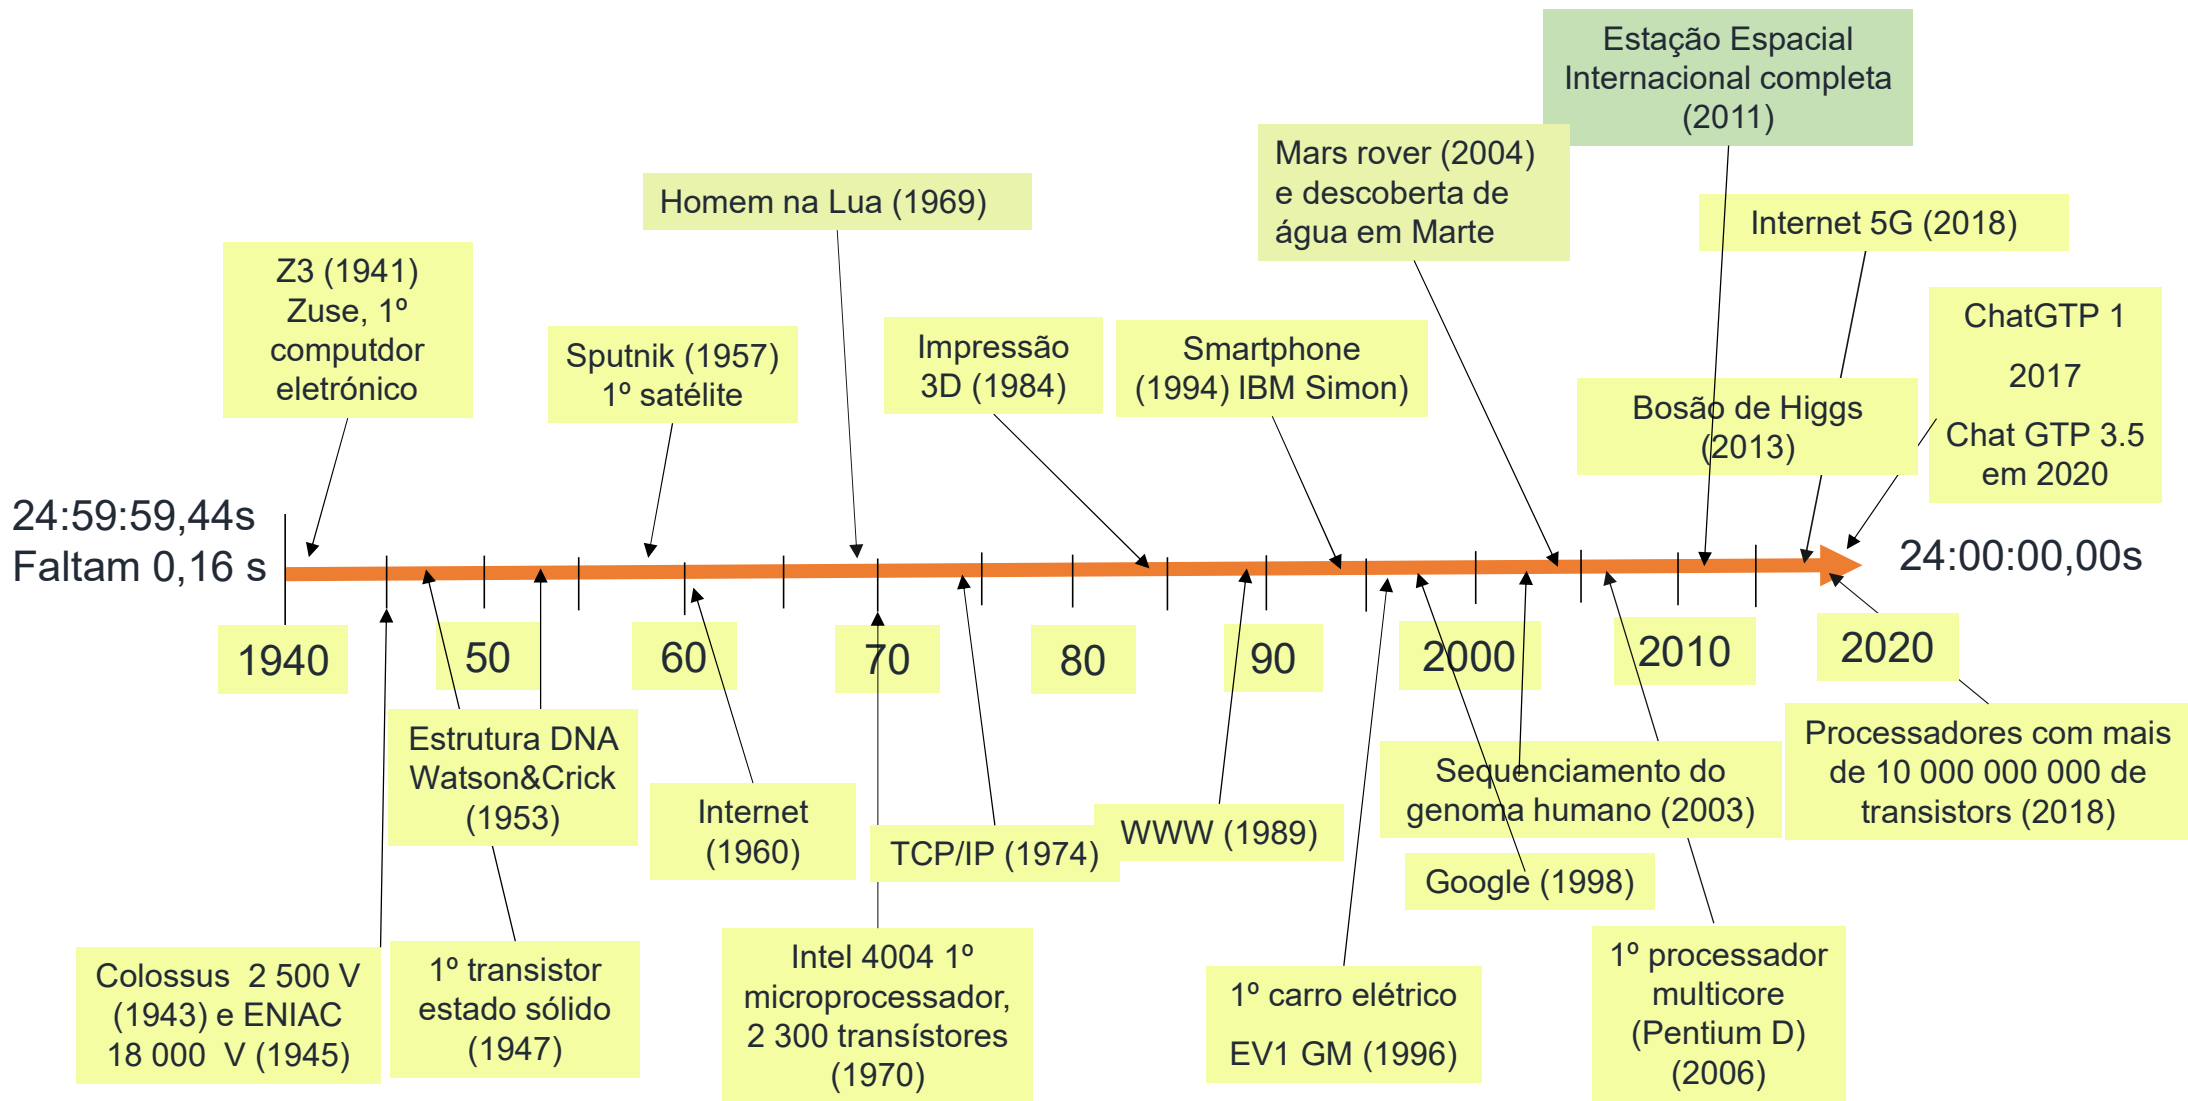 Estação Espacial
Internacional completa
(2011)
Mars rover (2004)
e descoberta de
água em Marte
Homem na Lua (1969)
Internet 5G (2018)
Z3 (1941)
Zuse, 1º
computdor
eletrónico
Sputnik (1957)
1º satélite
Impressão
3D (1984)
Smartphone
(1994) IBM Simon)
Bosão de Higgs
(2013)
ChatGTP 1
2017
Chat GTP 3.5
em 2020
24:59:59,44s
Faltam 0,16 s
24:00:00,00s
1940
50
60
70
80
90
2000
2010
2020
Estrutura DNA
Watson&Crick
(1953)
Internet
(1960)
TCP/IP (1974)
WWW (1989)
Sequenciamento do
genoma humano (2003)
Processadores com mais
de 10 000 000 000 de
transistors (2018)
Google (1998)
Colossus  2 500 V
(1943) e ENIAC
18 000  V (1945)
1º transistor
estado sólido
(1947)
Intel 4004 1º
microprocessador,
2 300 transístores
(1970)
1º carro elétrico
EV1 GM (1996)
1º processador
multicore
(Pentium D)
(2006)